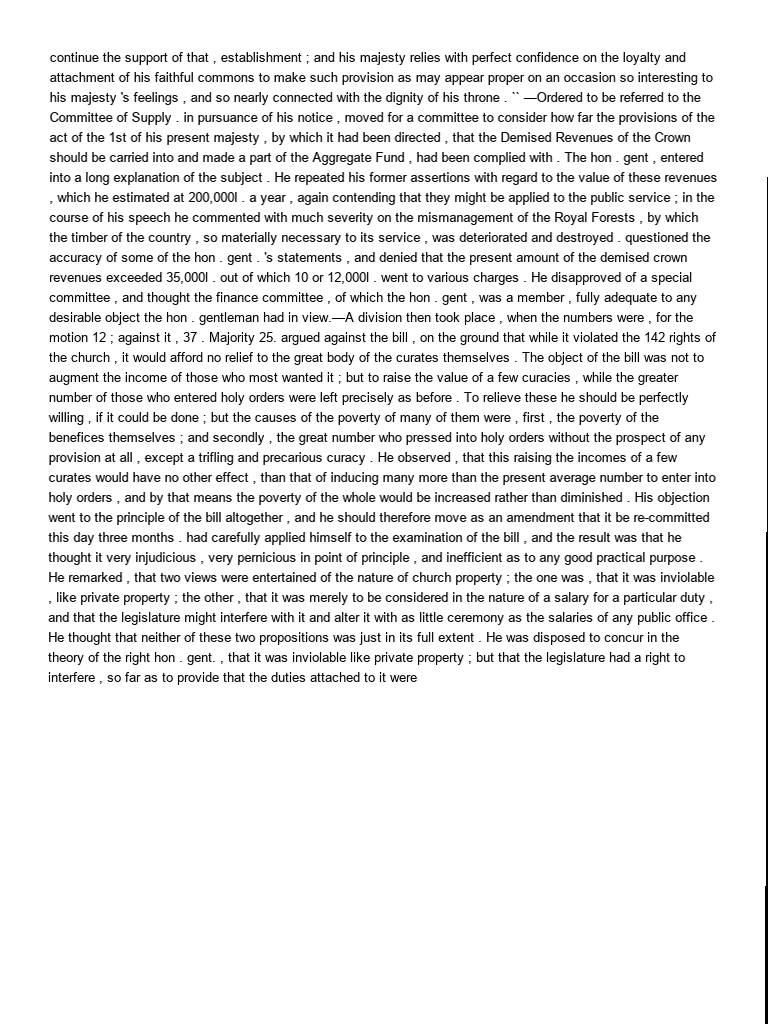 continue the support of that , establishment ; and his majesty relies with perfect confidence on the loyalty and
attachment of his faithful commons to make such provision as may appear proper on an occasion so interesting to
his majesty 's feelings , and so nearly connected with the dignity of his throne . `` —Ordered to be referred to the
Committee of Supply . in pursuance of his notice , moved for a committee to consider how far the provisions of the
act of the 1st of his present majesty , by which it had been directed , that the Demised Revenues of the Crown
should be carried into and made a part of the Aggregate Fund , had been complied with . The hon . gent , entered
into a long explanation of the subject . He repeated his former assertions with regard to the value of these revenues
, which he estimated at 200,000l . a year , again contending that they might be applied to the public service ; in the
course of his speech he commented with much severity on the mismanagement of the Royal Forests , by which
the timber of the country , so materially necessary to its service , was deteriorated and destroyed . questioned the
accuracy of some of the hon . gent . 's statements , and denied that the present amount of the demised crown
revenues exceeded 35,000l . out of which 10 or 12,000l . went to various charges . He disapproved of a special
committee , and thought the finance committee , of which the hon . gent , was a member , fully adequate to any
desirable object the hon . gentleman had in view.—A division then took place , when the numbers were , for the
motion 12 ; against it , 37 . Majority 25. argued against the bill , on the ground that while it violated the 142 rights of
the church , it would afford no relief to the great body of the curates themselves . The object of the bill was not to
augment the income of those who most wanted it ; but to raise the value of a few curacies , while the greater
number of those who entered holy orders were left precisely as before . To relieve these he should be perfectly
willing , if it could be done ; but the causes of the poverty of many of them were , first , the poverty of the
benefices themselves ; and secondly , the great number who pressed into holy orders without the prospect of any
provision at all , except a trifling and precarious curacy . He observed , that this raising the incomes of a few
curates would have no other effect , than that of inducing many more than the present average number to enter into
holy orders , and by that means the poverty of the whole would be increased rather than diminished . His objection
went to the principle of the bill altogether , and he should therefore move as an amendment that it be re-committed
this day three months . had carefully applied himself to the examination of the bill , and the result was that he
thought it very injudicious , very pernicious in point of principle , and inefficient as to any good practical purpose .
He remarked , that two views were entertained of the nature of church property ; the one was , that it was inviolable
, like private property ; the other , that it was merely to be considered in the nature of a salary for a particular duty ,
and that the legislature might interfere with it and alter it with as little ceremony as the salaries of any public office .
He thought that neither of these two propositions was just in its full extent . He was disposed to concur in the
theory of the right hon . gent. , that it was inviolable like private property ; but that the legislature had a right to
interfere , so far as to provide that the duties attached to it were